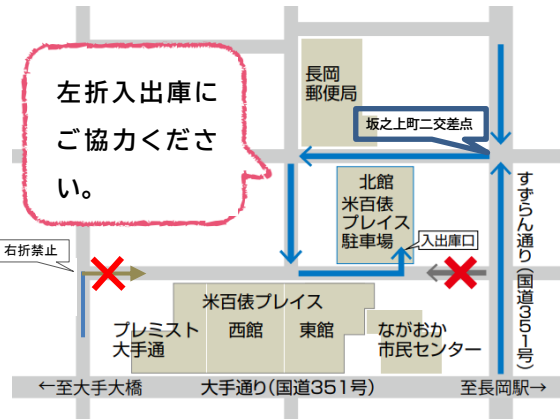 左折入出庫に
ご協力くださ
い。
長岡
郵便局
坂之上町二交差点
北館
米百俵
プレイス
駐車場
入出庫口
すずらん通り(国道351号)
右折禁止
米百俵プレイス
プレミスト
大手通
西館
東館
ながおか
市民センター
←至大手大橋
大手通り(国道351号)
至長岡駅→